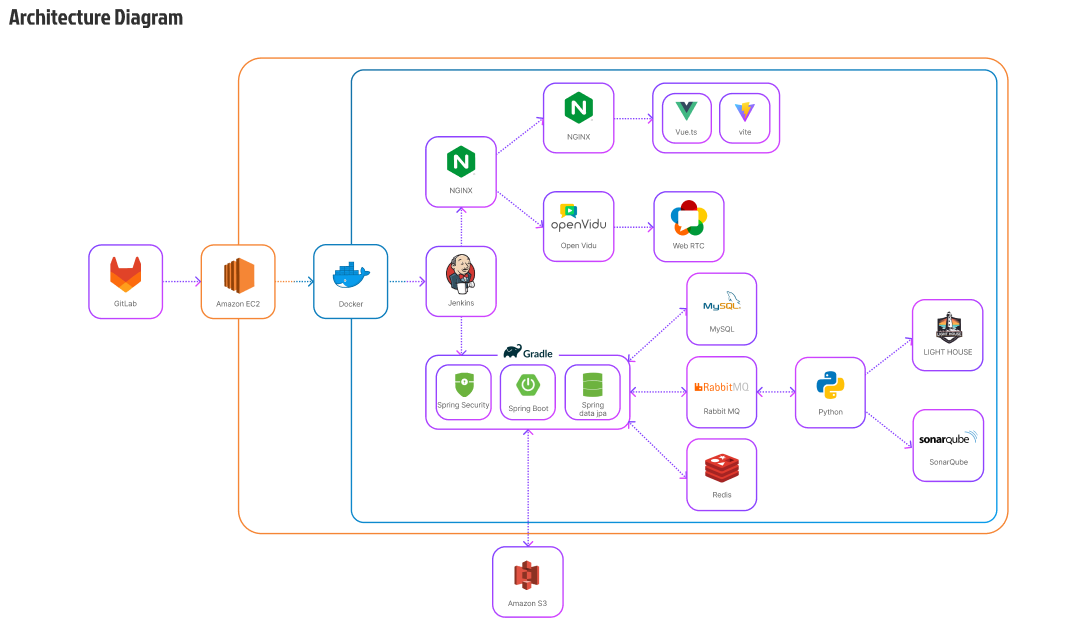 Architecture Diagram
NGINX
Vue.ts
vite
NGINX
openVidu
Open Vidu
Web RTC
GitLab
Amazon EC2
Docker
Jenkins
MySQL
MySQL
LIGHT HOUSE
LIGHT HOUSE
Gradle
Spring Security
Spring Boot
Spring
data jpa
RabbitMQ
Rabbit MQ
Python
sonarqube
SonarQube
Redis
Amazon S3